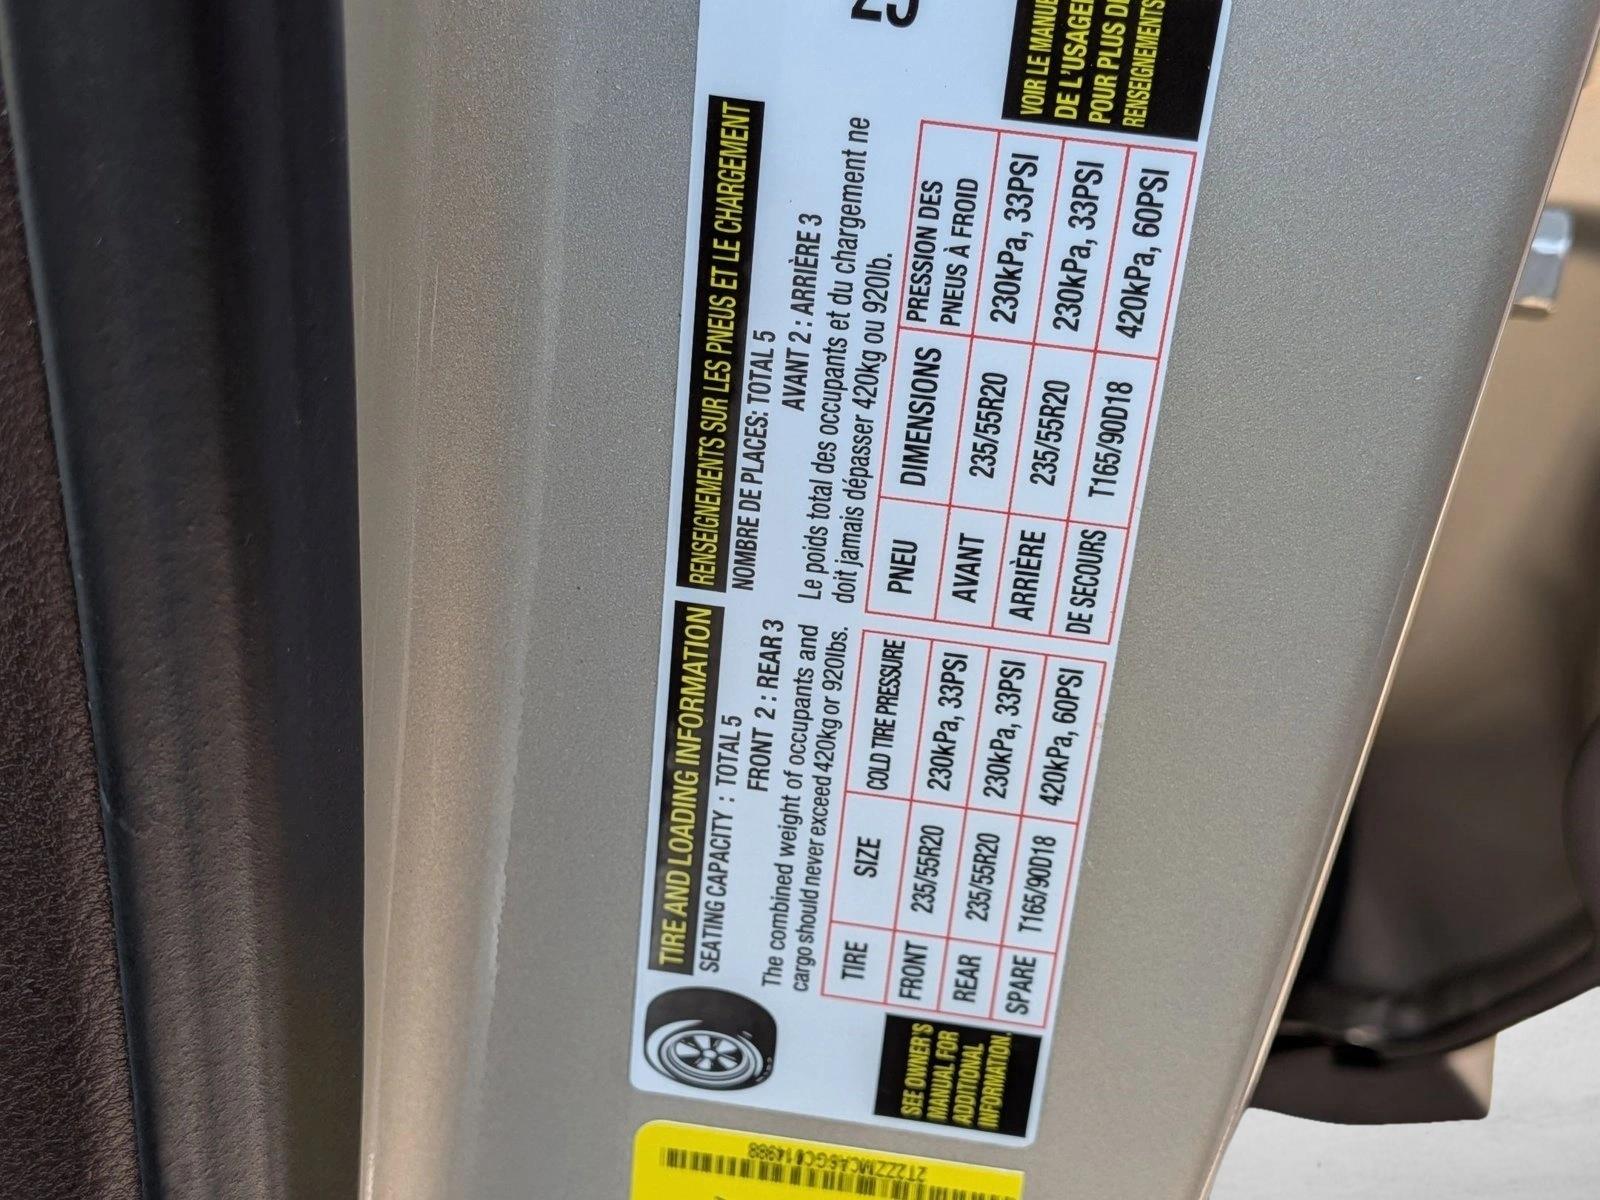 TIRE AND LOADING INFORMATION
SEATING CAPACITY : TOTAL 5
FRONT 2 : REAR 3
The combined weight of occupants and
cargo should never exceed 420kg or 920lbs.
TIRE SIZE COLD TIRE PRESSURE
FRONT 235/55R20 230kPa, 33PSI
REAR 235/55R20 230kPa, 33PSI
SPARE T165/90D18 420kPa, 60PSI
SEE OWNER'S
MANUAL FOR
ADDITIONAL
INFORMATION.
RENSEIGNEMENTS SUR LES PNEUS ET LE CHARGEMENT
NOMBRE DE PLACES: TOTAL 5
AVANT 2 : ARRIÈRE 3
Le poids total des occupants et du chargement ne
doit jamais dépasser 420kg ou 920lb.
PNEU DIMENSIONS PRESSION DES
PNEUS À FROID
AVANT 235/55R20 230kPa, 33PSI
ARRIÈRE 235/55R20 230kPa, 33PSI
DE SECOURS T165/90D18 420kPa, 60PSI
VOIR LE
DE L'USAGER
POUR PLUS
RENSEIGNEMENTS